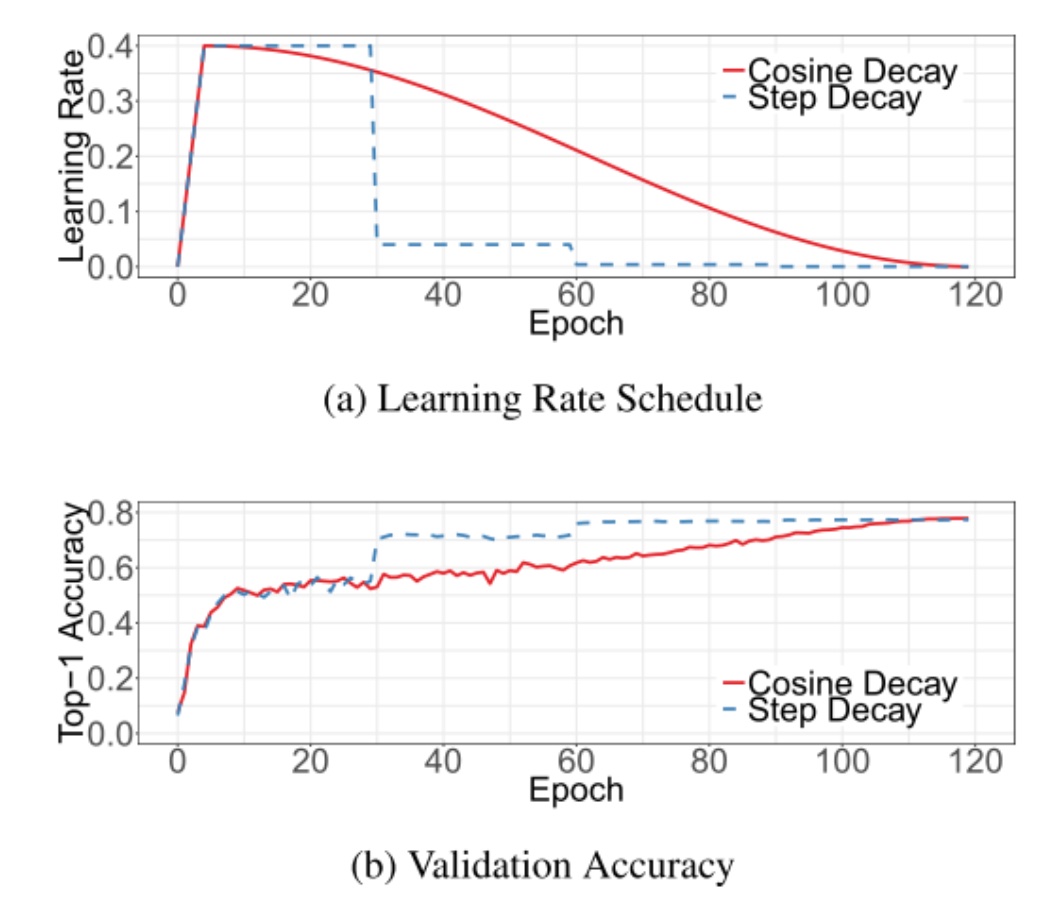 0.4
0.3
0.2
0.1
0.0
Learning Rate
Cosine Decay
Step Decay
0 20 40 60 80 100 120
Epoch
(a) Learning Rate Schedule
0.8
0.6
0.4
0.2
0.0
Top-1 Accuracy
Cosine Decay
Step Decay
0 20 40 60 80 100 120
Epoch
(b) Validation Accuracy